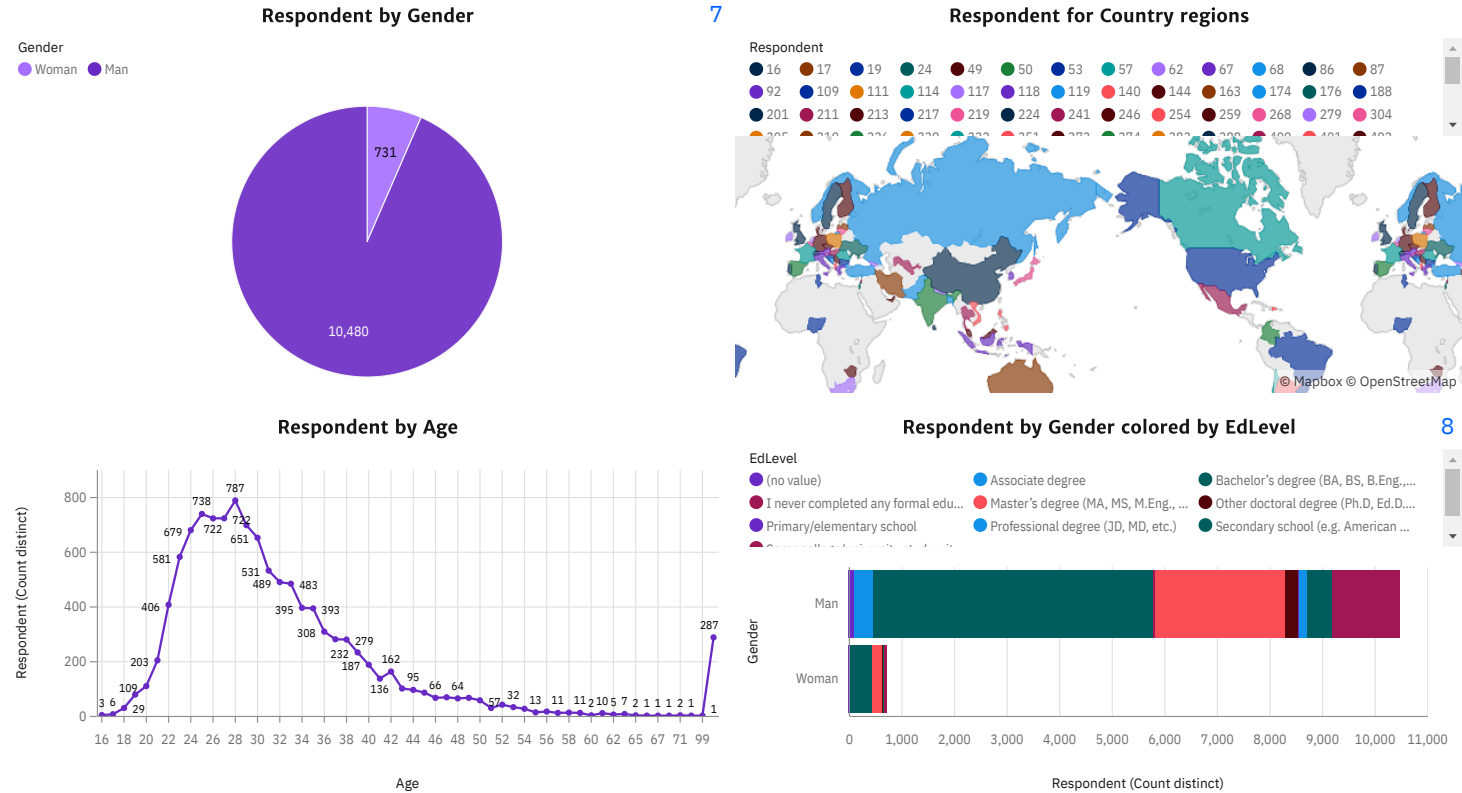 Respondent by Gender
7
Gender
Woman Man
731
10,480
Respondent for Country regions
Respondent
16 17 19 24 49 50 53 57 62 67 68 86 87
92 109 111 114 117 118 119 140 144 163 174 176 188
201 211 213 217 219 224 241 246 254 259 268 279 304
© Mapbox © OpenStreetMap
Respondent by Age
Respondent (Count distinct)
800
600
400
200
0
3 6 29 109 203 406 581 679 738 722 787 722 651 531 489 483 395 393 308 279 232 187 136 162 95 66 64 57 32 13 11 11 2 10 5 7 2 1 1 1 2 1 287 1
16 18 20 22 24 26 28 30 32 34 36 38 40 42 44 46 48 50 52 54 56 58 60 62 65 67 71 99
Age
Respondent by Gender colored by EdLevel
8
EdLevel
(no value) Associate degree Bachelor's degree (BA, BS, B.Eng.,...
I never completed any formal edu... Master's degree (MA, MS, M.Eng., ... Other doctoral degree (Ph.D, Ed.D....
Primary/elementary school Professional degree (JD, MD, etc.) Secondary school (e.g. American ...
Gender
Man
Woman
0 1,000 2,000 3,000 4,000 5,000 6,000 7,000 8,000 9,000 10,000 11,000
Respondent (Count distinct)